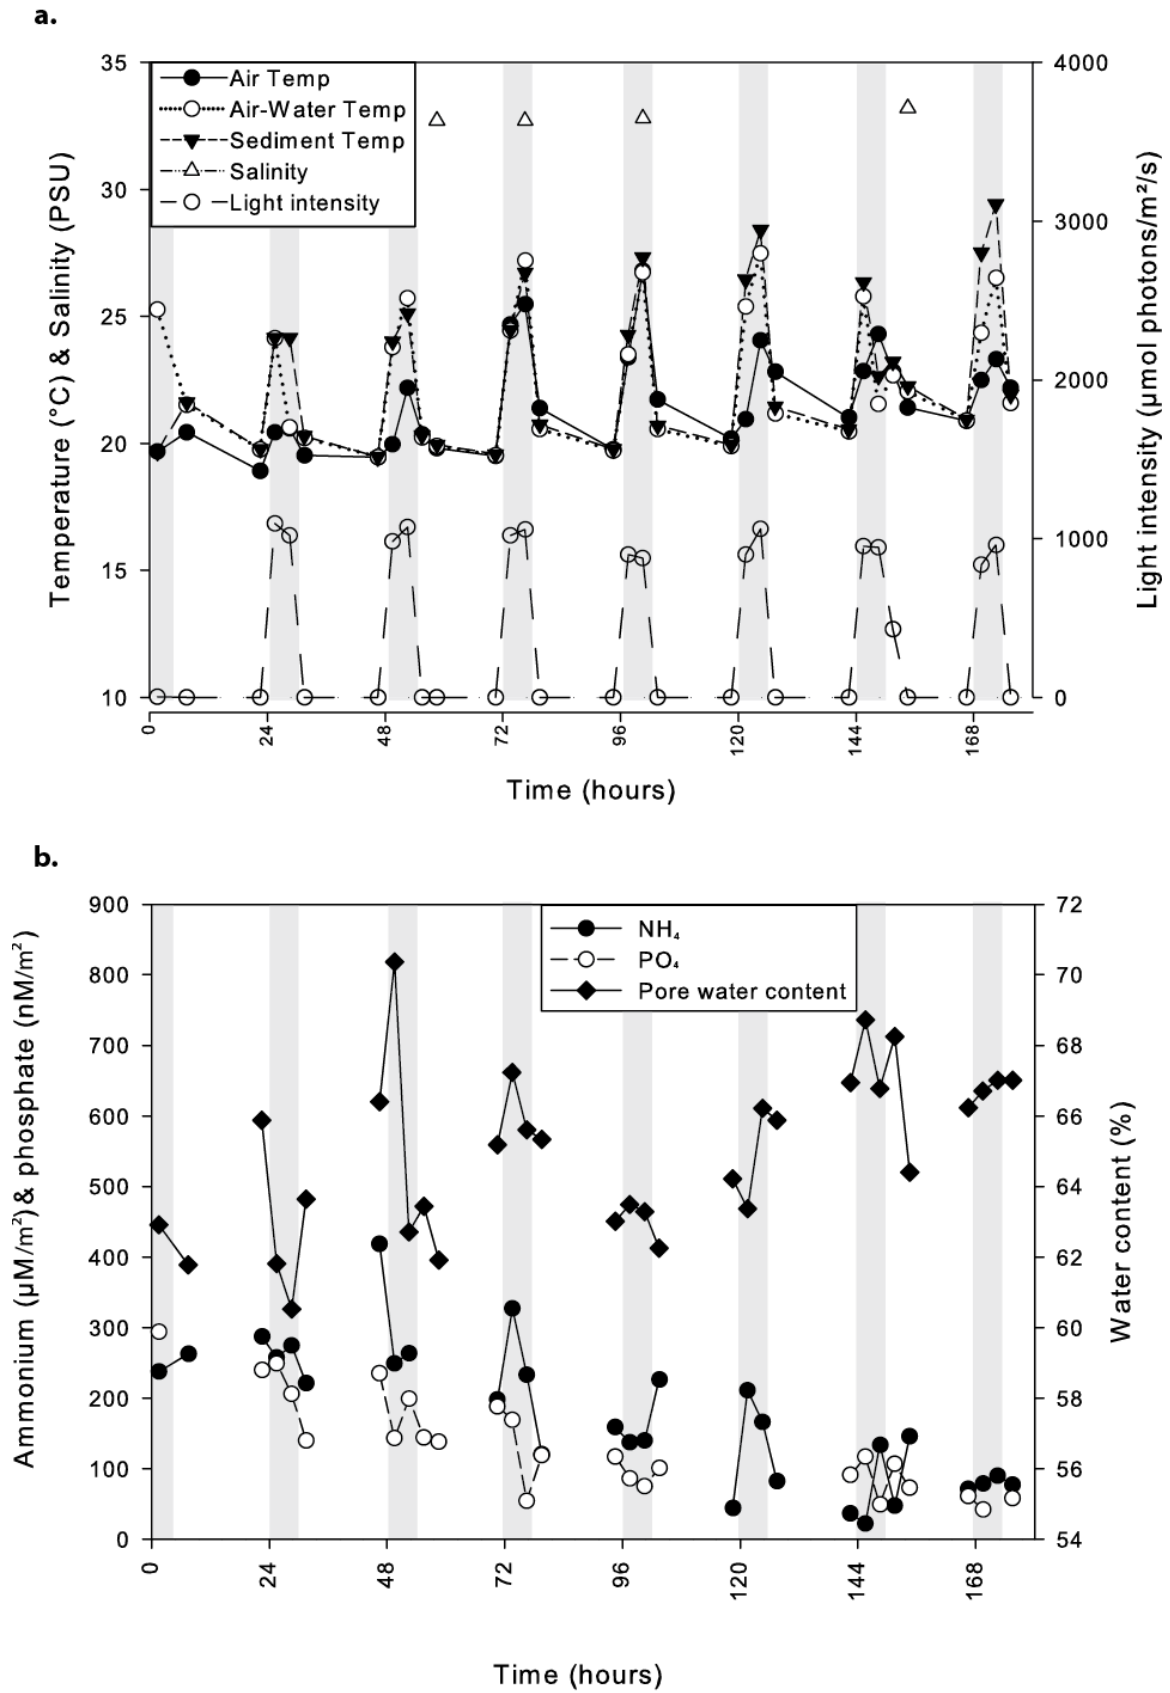 a.
35
30
25
20
15
10
Temperature (°C) & Salinity (PSU)
Air Temp
Air-Water Temp
Sediment Temp
Salinity
Light intensity
4000
3000
2000
1000
0
Light intensity (µmol photons/m²/s)
0
24
48
72
96
120
144
168
Time (hours)
b.
900
800
700
600
500
400
300
200
100
0
Ammonium (µM/m²) & phosphate (nM/m²)
NH₄
PO₄
Pore water content
72
70
68
66
64
62
60
58
56
54
Water content (%)
0
24
48
72
96
120
144
168
Time (hours)